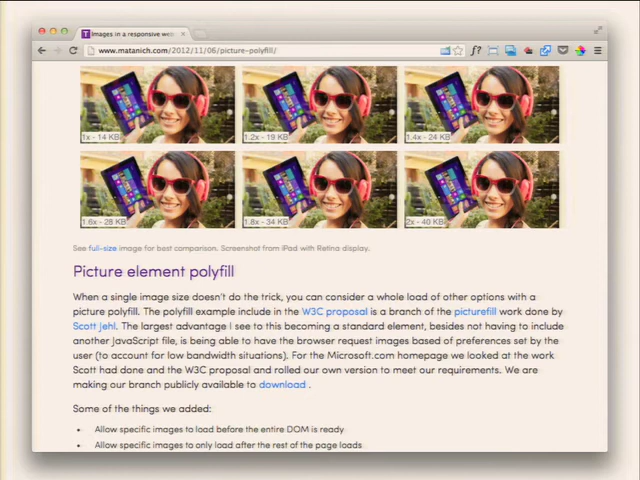 Images in a responsive web
www.matanich.com/2012/11/06/picture-polyfill/
f?
1x - 14 KB
1.2x - 19 KB
1.4x - 24 KB
1.6x - 28 KB
1.8x - 34 KB
2x - 40 KB
See full-size image for best comparison. Screenshot from iPad with Retina display.
Picture element polyfill
When a single image size doesn't do the trick, you can consider a whole load of other options with a
picture polyfill. The polyfill example include in the W3C proposal is a branch of the picturefill work done by
Scott Jehl. The largest advantage I see to this becoming a standard element, besides not having to include
another JavaScript file, is being able to have the browser request images based of preferences set by the
user (to account for low bandwidth situations). For the Microsoft.com homepage we looked at the work
Scott had done and the W3C proposal and rolled our own version to meet our requirements. We are
making our branch publicly available to download .
Some of the things we added:
• Allow specific images to load before the entire DOM is ready
• Allow specific images to only load after the rest of the page loads